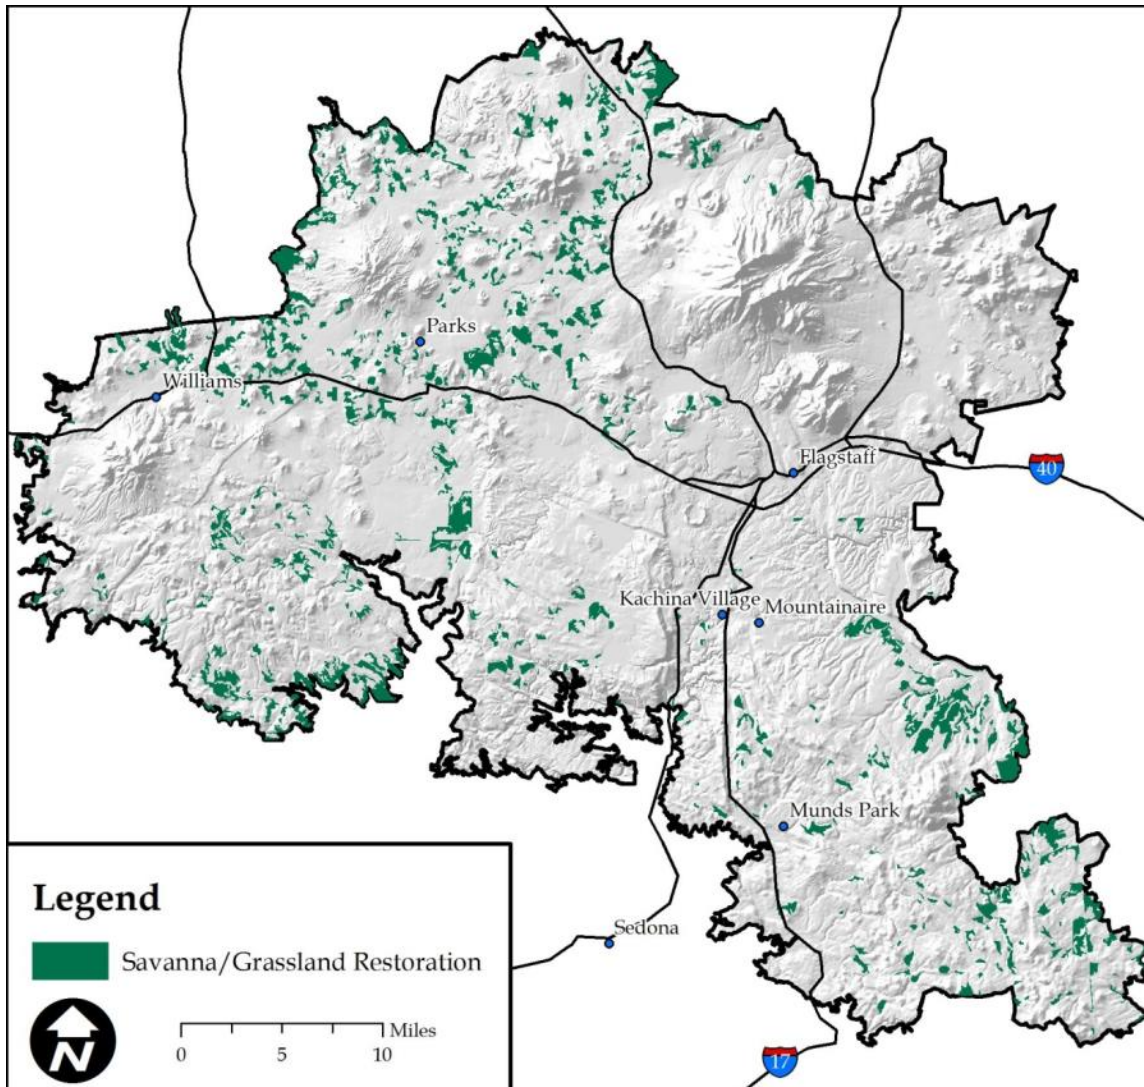 Parks
Williams
Flagstaff
40
Kachina Village
Mountainaire
Munds Park
Sedona
Legend
Savanna/Grassland Restoration
N
Miles
0 5 10
17